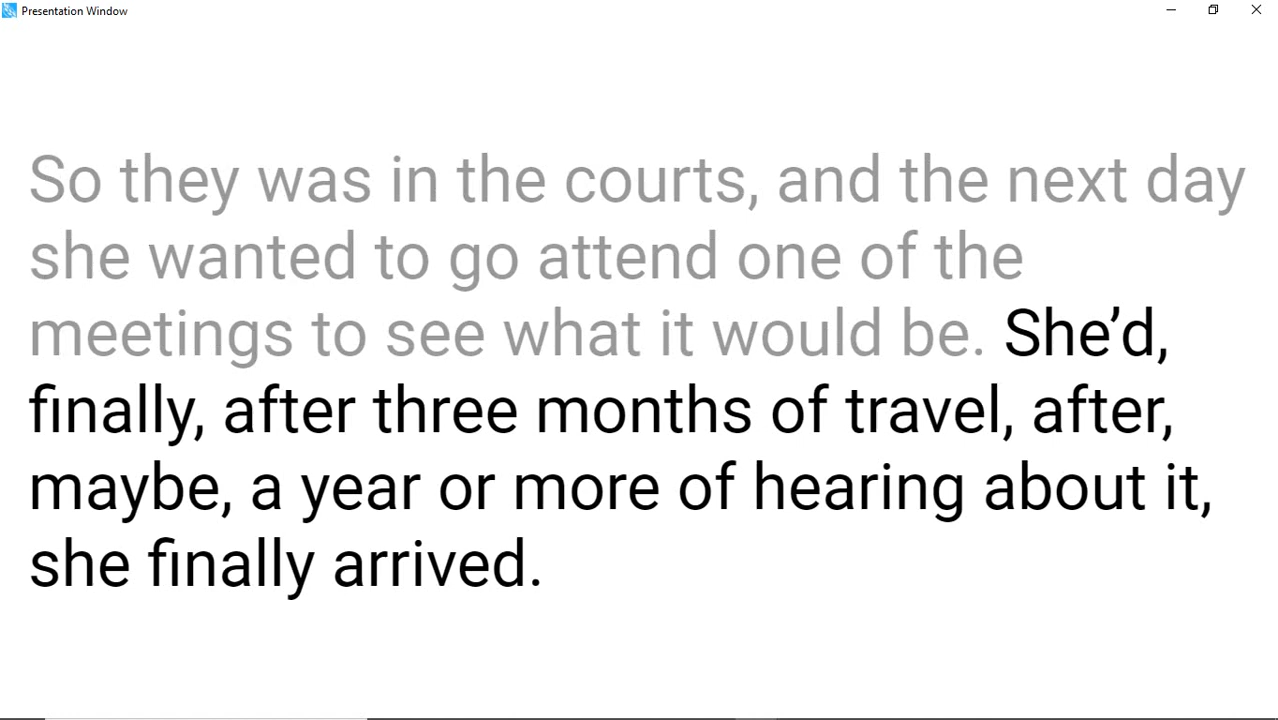 Presentation Window
So they was in the courts, and the next day
she wanted to go attend one of the
meetings to see what it would be. She’d,
finally, after three months of travel, after,
maybe, a year or more of hearing about it,
she finally arrived.